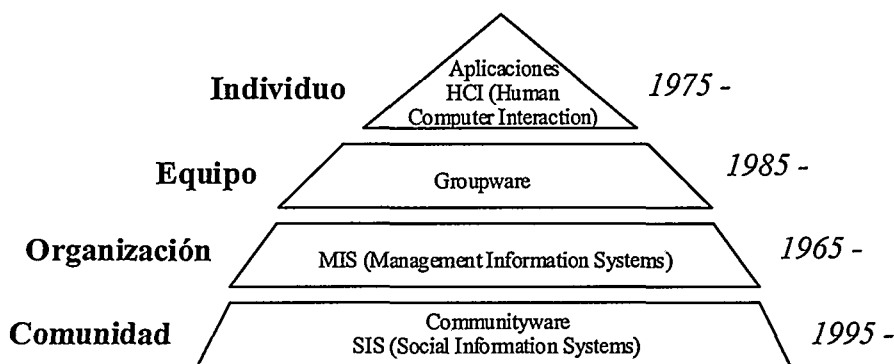 Individuo
Aplicaciones
HCI (Human
Computer Interaction)
1975 -
Equipo
Groupware
1985 -
Organización
MIS (Management Information Systems)
1965 -
Comunidad
Communityware
SIS (Social Information Systems)
1995 -